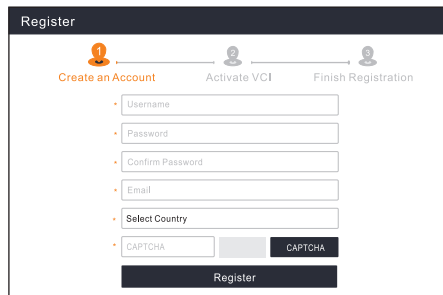 Register
1 2 3
Create an Account Activate VCI Finish Registration
* Username
* Password
* Confirm Password
* Email
* Select Country
* CAPTCHA CAPTCHA
Register